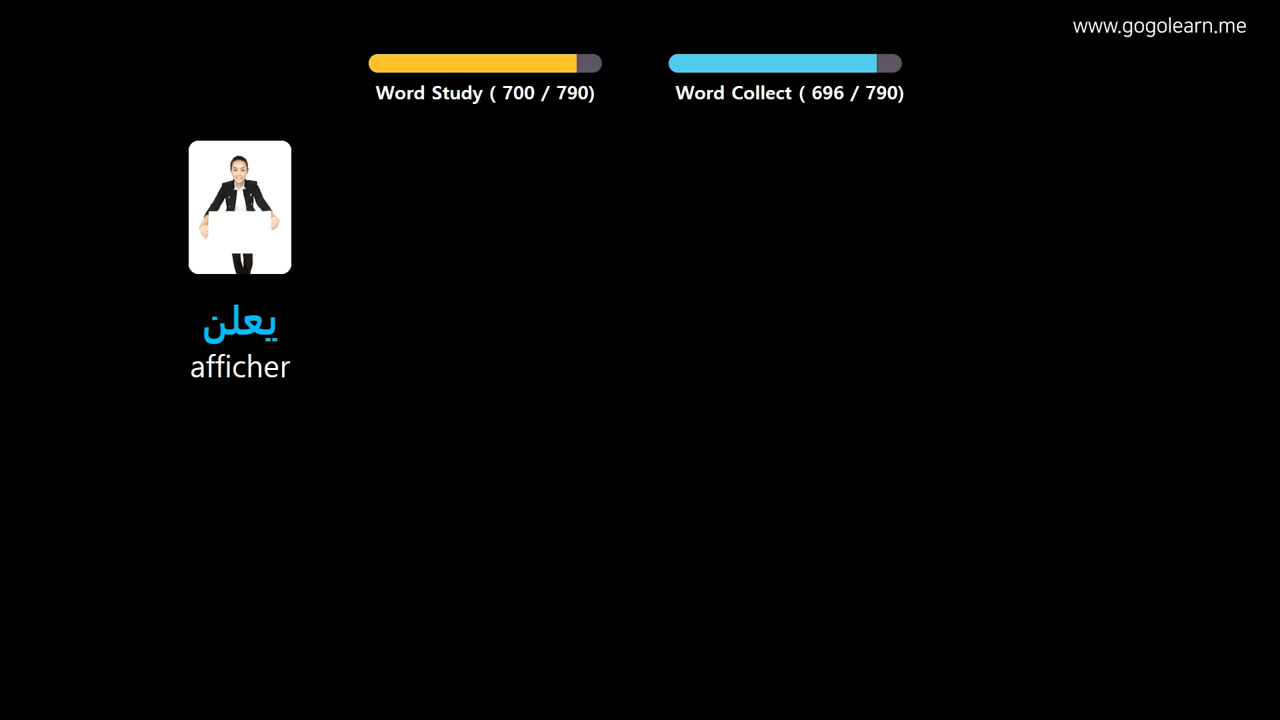 www.gogolearn.me
Word Study ( 700 / 790)
Word Collect ( 696 / 790)
يعلن
afficher